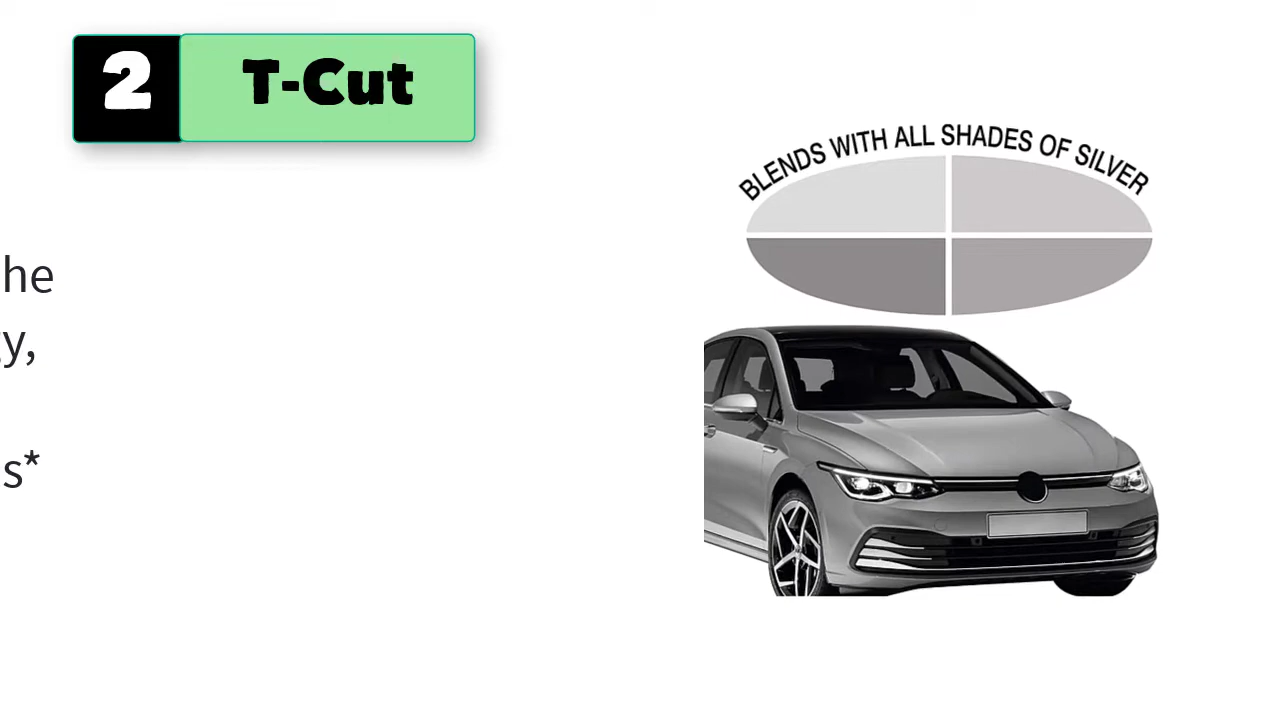 2 T-Cut
BLENDS WITH ALL SHADES OF SILVER
he
y,
s*